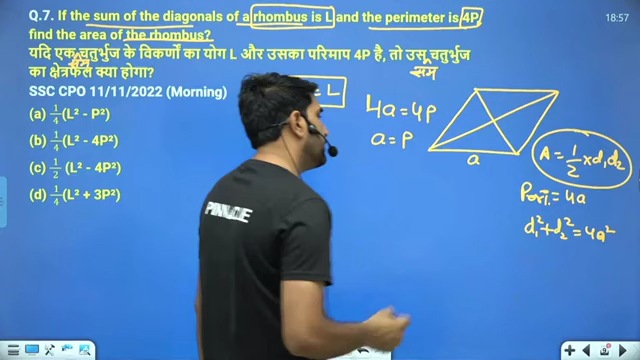 Q.7. If the sum of the diagonals of a rhombus is L and the perimeter is 4P, 18:57
find the area of the rhombus?
यदि एक चतुर्भुज के विकर्णों का योग L और उसका परिमाप 4P है, तो उस चतुर्भुज
सम सम
का क्षेत्रफल क्या होगा?
SSC CPO 11/11/2022 (Morning)
= L
(a) 1/4 (L² - P²)
(b) 1/4 (L² - 4P²)
(c) 1/2 (L² - 4P²)
(d) 1/4 (L² + 3P²)
4a = 4P
a = P
a
A = 1/2 × d₁d₂
Peri. = 4a
d₁² + d₂² = 4a²
PINNACLE